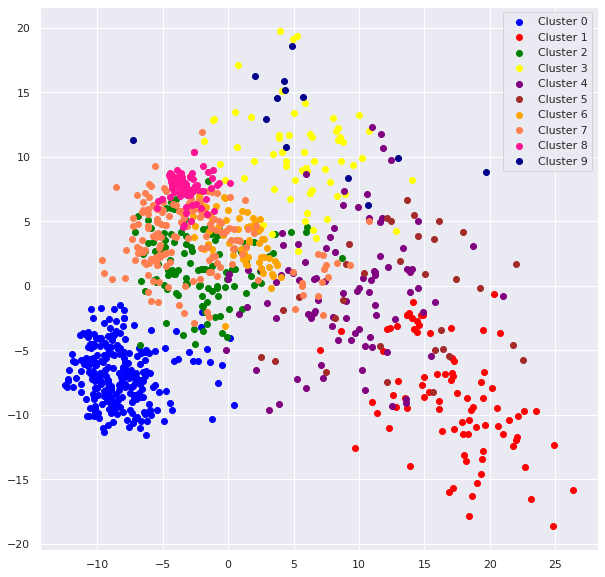 20
15
10
5
0
−5
−10
−15
−20
−10
−5
0
5
10
15
20
25
Cluster 0
Cluster 1
Cluster 2
Cluster 3
Cluster 4
Cluster 5
Cluster 6
Cluster 7
Cluster 8
Cluster 9